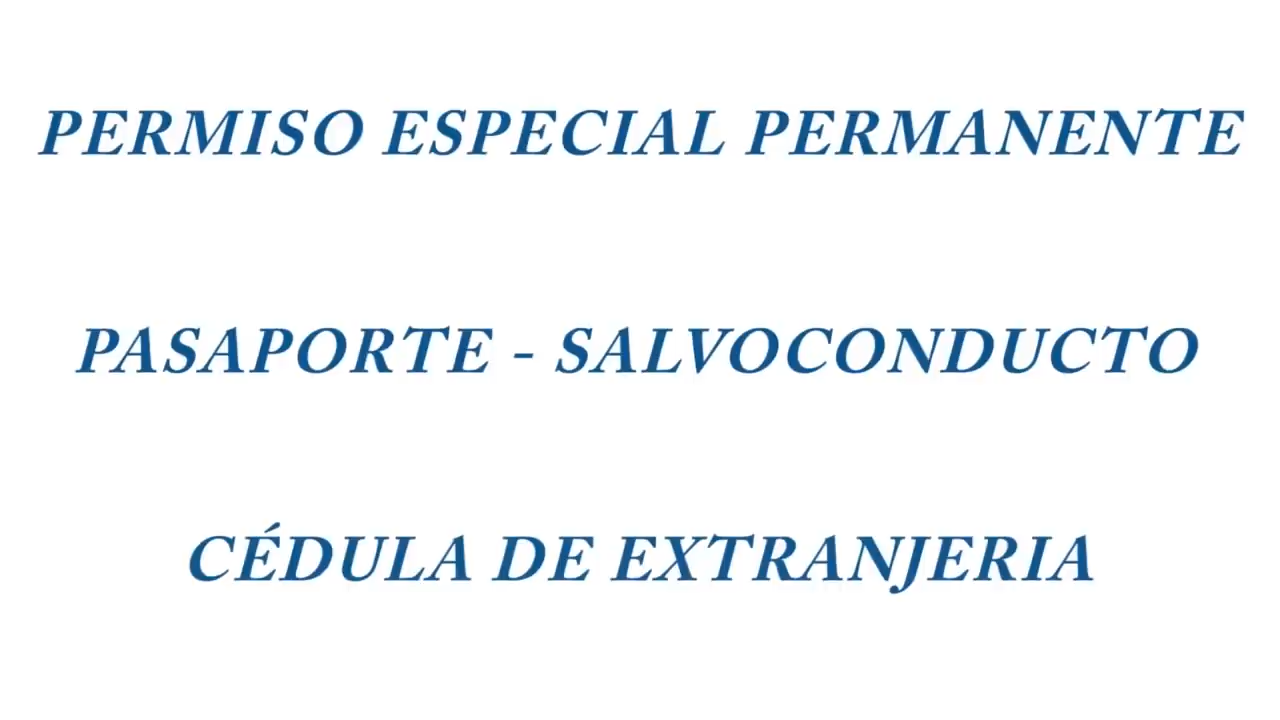 PERMISO ESPECIAL PERMANENTE
PASAPORTE - SALVOCONDUCTO
CÉDULA DE EXTRANJERIA